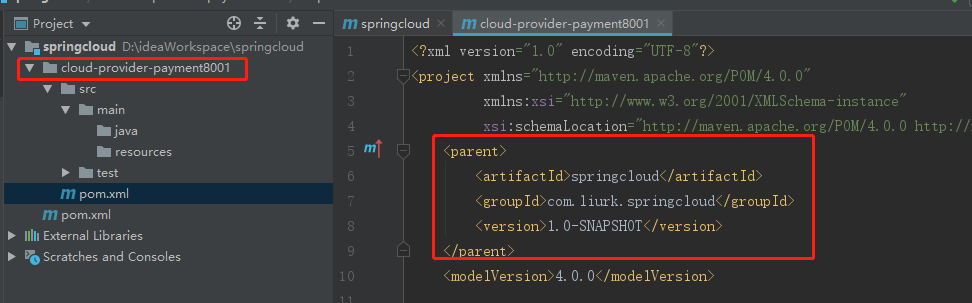 springcloud
Project
springcloud D:\ideaWorkspace\springcloud
cloud-provider-payment8001
src
main
java
resources
test
pom.xml
pom.xml
External Libraries
Scratches and Consoles
springcloud
cloud-provider-payment8001
1 <?xml version="1.0" encoding="UTF-8"?>
2 <project xmlns="http://maven.apache.org/POM/4.0.0"
3 xmlns:xsi="http://www.w3.org/2001/XMLSchema-instance"
4 xsi:schemaLocation="http://maven.apache.org/POM/4.0.0 http:/
5 <parent>
6 <artifactId>springcloud</artifactId>
7 <groupId>com.liurk.springcloud</groupId>
8 <version>1.0-SNAPSHOT</version>
9 </parent>
10 <modelVersion>4.0.0</modelVersion>
11